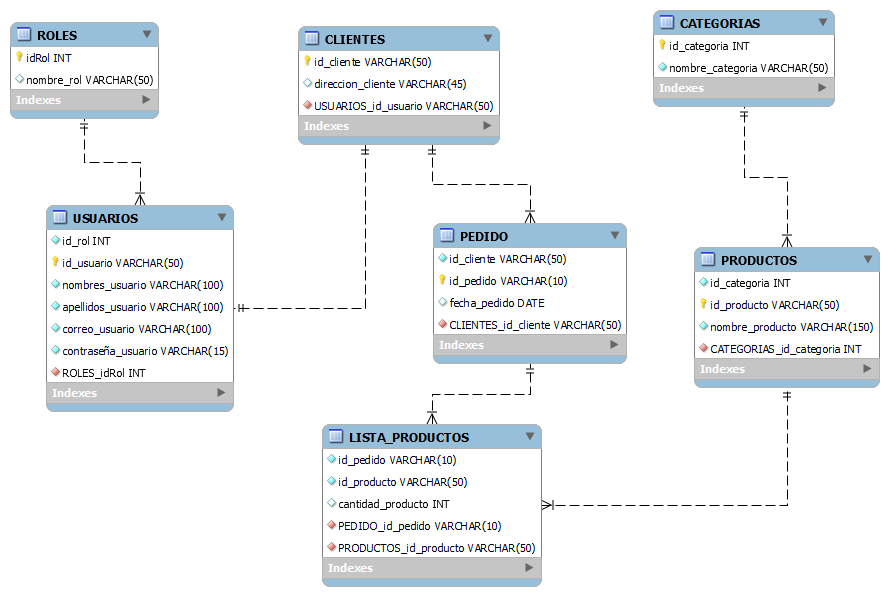 ROLES
idRol INT
nombre_rol VARCHAR(50)
Indexes
CLIENTES
id_cliente VARCHAR(50)
direccion_cliente VARCHAR(45)
USUARIOS_id_usuario VARCHAR(50)
Indexes
CATEGORIAS
id_categoria INT
nombre_categoria VARCHAR(50)
Indexes
USUARIOS
id_rol INT
id_usuario VARCHAR(50)
nombres_usuario VARCHAR(100)
apellidos_usuario VARCHAR(100)
correo_usuario VARCHAR(100)
contraseña_usuario VARCHAR(15)
ROLES_idRol INT
Indexes
PEDIDO
id_cliente VARCHAR(50)
id_pedido VARCHAR(10)
fecha_pedido DATE
CLIENTES_id_cliente VARCHAR(50)
Indexes
PRODUCTOS
id_categoria INT
id_producto VARCHAR(50)
nombre_producto VARCHAR(150)
CATEGORIAS_id_categoria INT
Indexes
LISTA_PRODUCTOS
id_pedido VARCHAR(10)
id_producto VARCHAR(50)
cantidad_producto INT
PEDIDO_id_pedido VARCHAR(10)
PRODUCTOS_id_producto VARCHAR(50)
Indexes